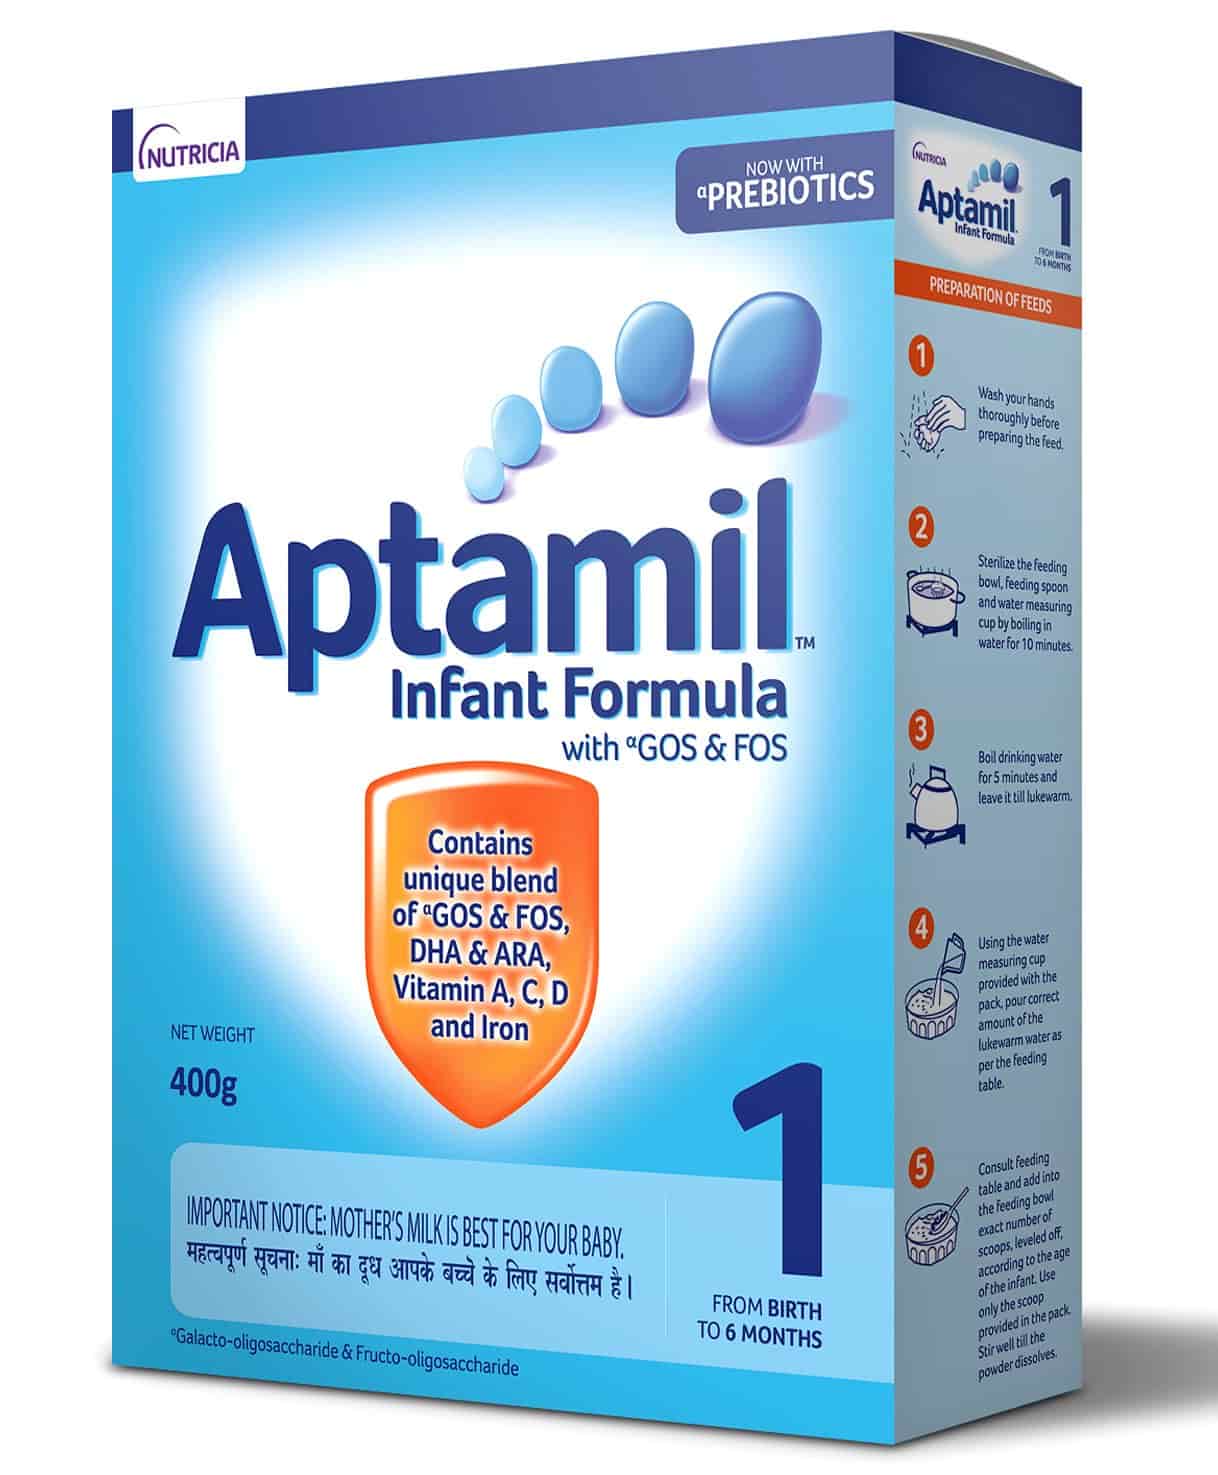 NUTRICIA
NOW WITH
αPREBIOTICS
Aptamil™
Infant Formula
with αGOS & FOS
Contains
unique blend
of αGOS & FOS,
DHA & ARA,
Vitamin A, C, D
and Iron
NET WEIGHT
400g
1
FROM BIRTH
TO 6 MONTHS
IMPORTANT NOTICE: MOTHER'S MILK IS BEST FOR YOUR BABY.
महत्वपूर्ण सूचनाः माँ का दूध आपके बच्चे के लिए सर्वोत्तम है।
αGalacto-oligosaccharide & Fructo-oligosaccharide
NUTRICIA
Aptamil
Infant Formula
1
FROM BIRTH
TO 6 MONTHS
PREPARATION OF FEEDS
1
Wash your hands
thoroughly before
preparing the feed.
2
Sterilize the feeding
bowl, feeding spoon
and water measuring
cup by boiling in
water for 10 minutes.
3
Boil drinking water
for 5 minutes and
leave it till lukewarm.
4
Using the water
measuring cup
provided with the
pack, pour correct
amount of the
lukewarm water as
per the feeding
table.
5
Consult feeding
table and add into
the feeding bowl
exact number of
scoops, leveled off,
according to the age
of the infant. Use
only the scoop
provided in the pack.
Stir well till the
powder dissolves.